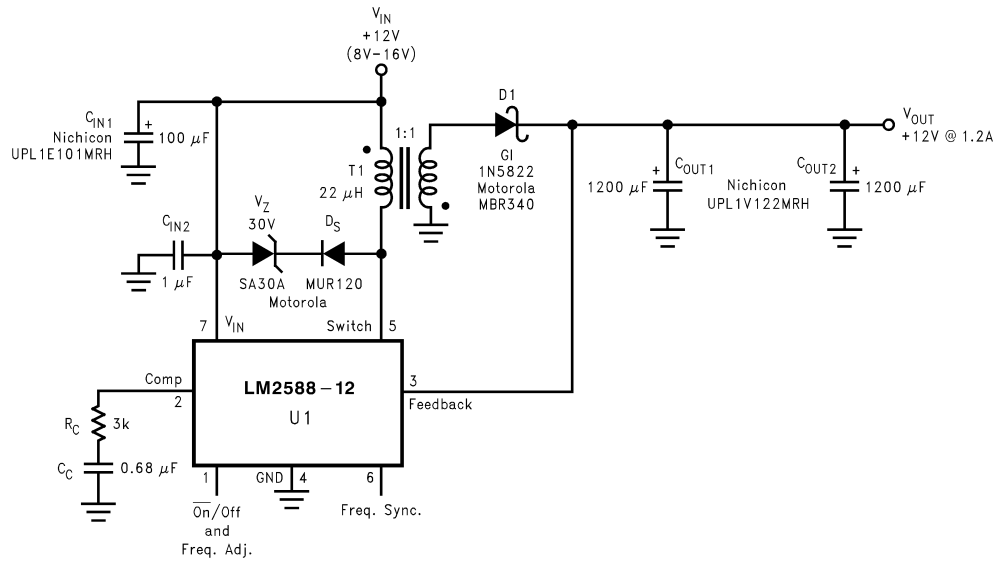 V_IN
+12V
(8V–16V)
C_IN1
Nichicon
UPL1E101MRH
+
100 μF
1:1
T1
22 μH
D1
GI
1N5822
Motorola
MBR340
V_OUT
+12V @ 1.2A
+
C_OUT1
1200 μF
Nichicon
UPL1V122MRH
C_OUT2
+
1200 μF
C_IN2
1 μF
V_Z
30V
D_S
SA30A
MUR120
Motorola
7
V_IN
Switch
5
Comp
2
LM2588–12
U1
3
Feedback
R_C
3k
C_C
0.68 μF
1
GND
4
6
O̅n̅/Off
and
Freq. Adj.
Freq. Sync.